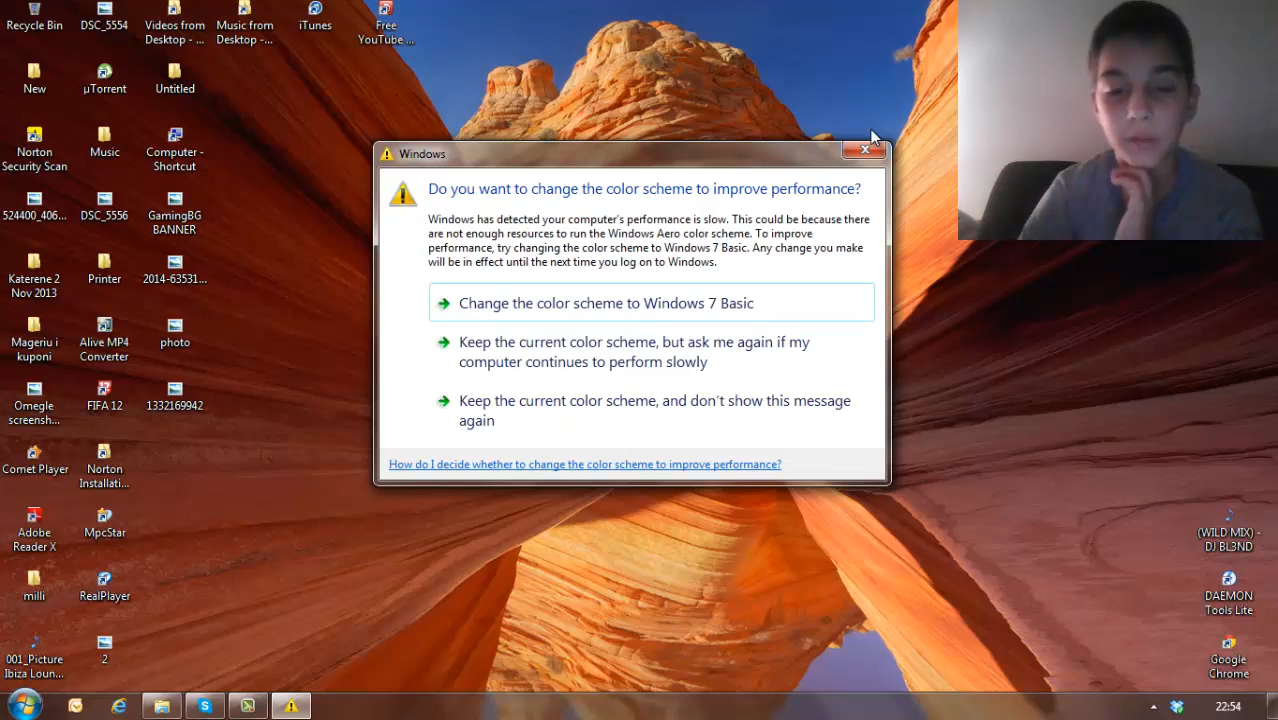 Recycle Bin
DSC_5554
Videos from
Desktop - ...
Music from
Desktop -...
iTunes
Free
YouTube ...
New
µTorrent
Untitled
Norton
Security Scan
Music
Computer -
Shortcut
524400_406...
DSC_5556
GamingBG
BANNER
Katerene 2
Nov 2013
Printer
2014-63531...
Mageriu i
kuponi
Alive MP4
Converter
photo
Omegle
screensh...
FIFA 12
1332169942
Comet Player
Norton
Installati...
Adobe
Reader X
MpcStar
milli
RealPlayer
001_Picture
Ibiza Loun...
2
Windows
Do you want to change the color scheme to improve performance?
Windows has detected your computer's performance is slow. This could be because there
are not enough resources to run the Windows Aero color scheme. To improve
performance, try changing the color scheme to Windows 7 Basic. Any change you make
will be in effect until the next time you log on to Windows.
Change the color scheme to Windows 7 Basic
Keep the current color scheme, but ask me again if my
computer continues to perform slowly
Keep the current color scheme, and don't show this message
again
How do I decide whether to change the color scheme to improve performance?
(WILD MIX) -
DJ BL3ND
DAEMON
Tools Lite
Google
Chrome
22:54